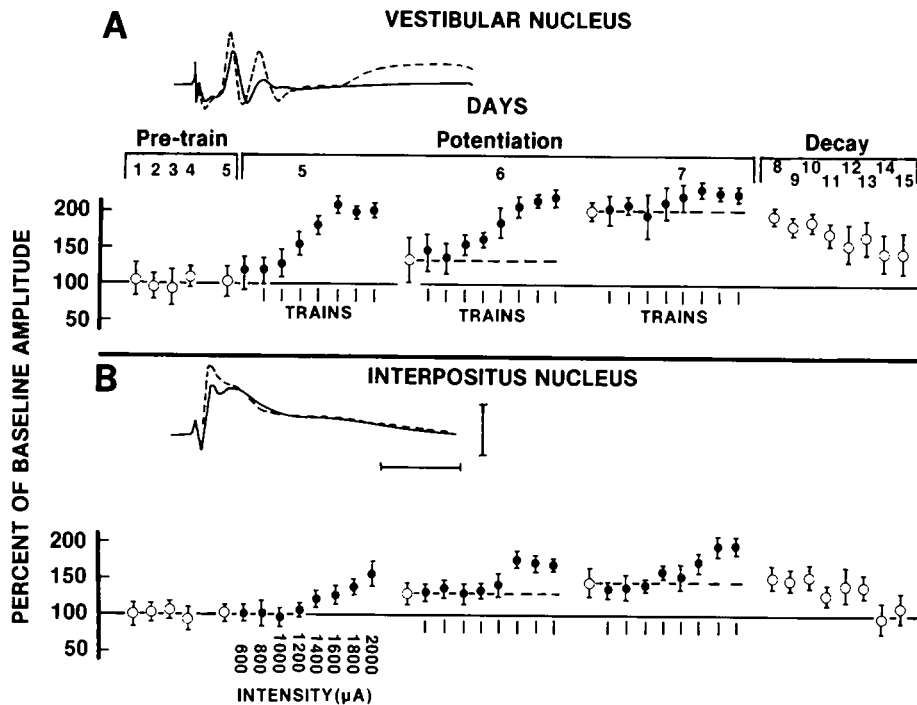 A
VESTIBULAR NUCLEUS
DAYS
Pre-train
Potentiation
Decay
1 2 3 4 5
5
6
7
8 9 10 11 12 13 14 15
200
150
100
50
TRAINS
TRAINS
TRAINS
PERCENT OF BASELINE AMPLITUDE
B
INTERPOSITUS NUCLEUS
200
150
100
50
600 800 1000 1200 1400 1600 1800 2000
INTENSITY (µA)